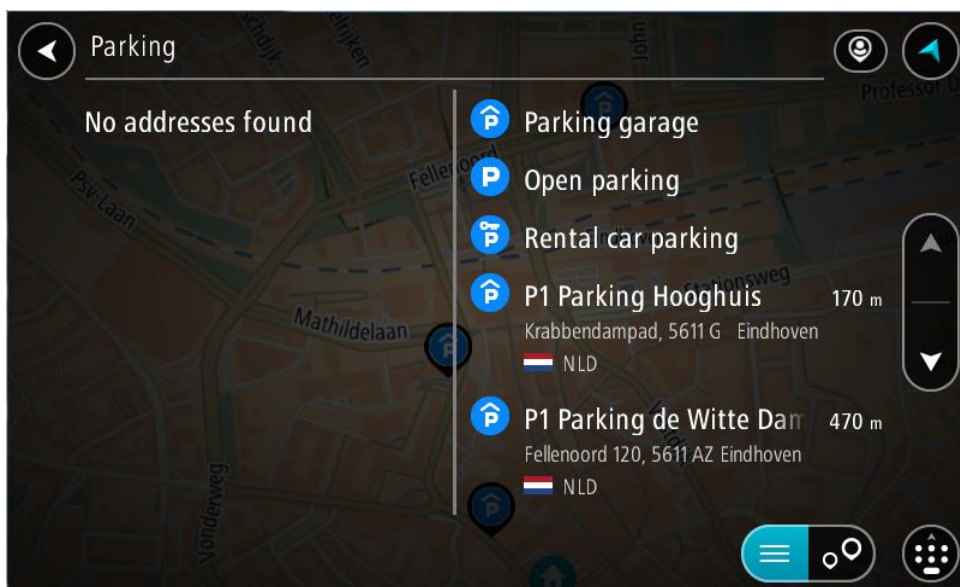 Parking
No addresses found
Parking garage
Open parking
Rental car parking
P1 Parking Hooghuis 170 m
Krabbendampad, 5611 G Eindhoven
NLD
P1 Parking de Witte Dam 470 m
Fellenoord 120, 5611 AZ Eindhoven
NLD
Fellenoord
Psv-Laan
Mathildelaan
Stationsweg
Vonderweg
Professor D
John